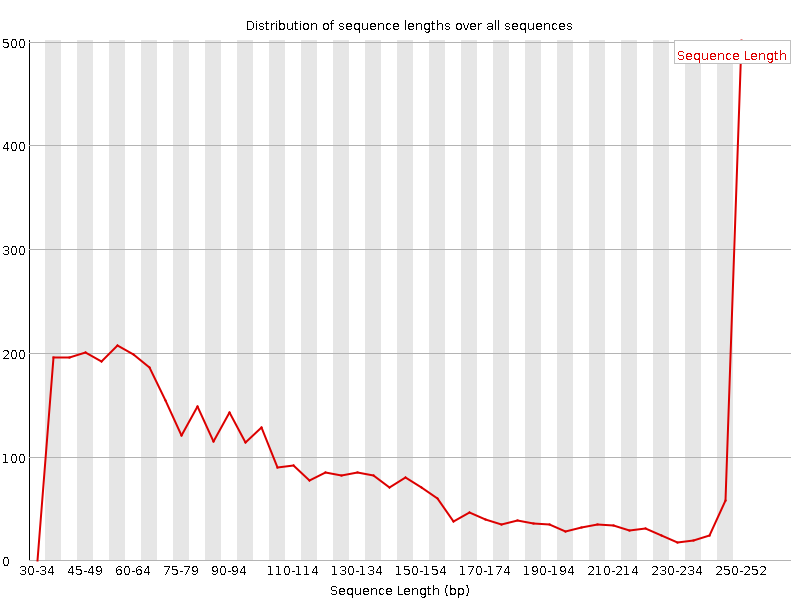 Distribution of sequence lengths over all sequences
Sequence Length
500
400
300
200
100
0
30-34 45-49 60-64 75-79 90-94 110-114 130-134 150-154 170-174 190-194 210-214 230-234 250-252
Sequence Length (bp)